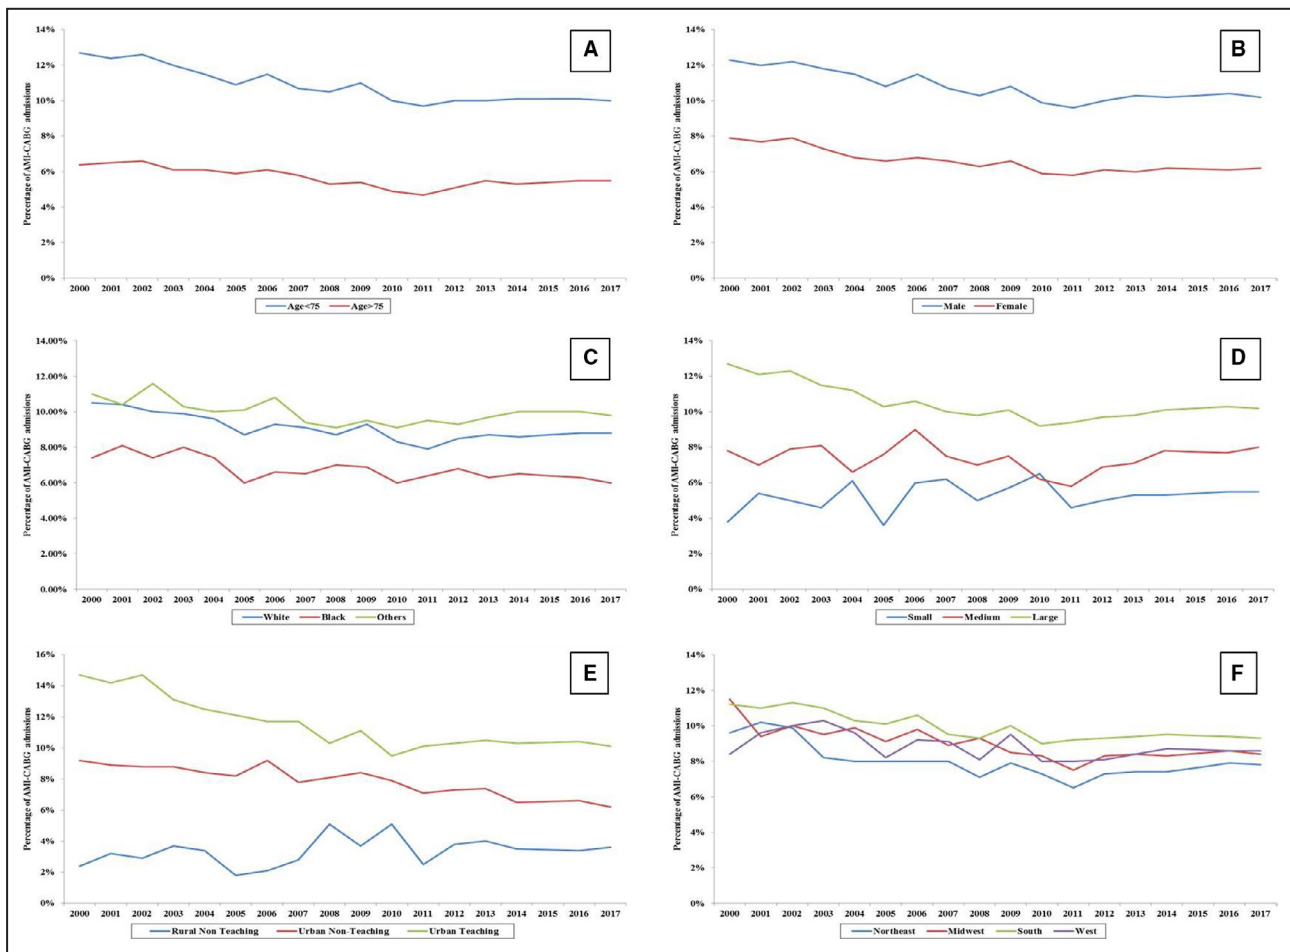 A
Percentage of AMI-CABG admissions
14%
12%
10%
8%
6%
4%
2%
0%
2000 2001 2002 2003 2004 2005 2006 2007 2008 2009 2010 2011 2012 2013 2014 2015 2016 2017
Age<75 Age>75
B
Percentage of AMI-CABG admissions
14%
12%
10%
8%
6%
4%
2%
0%
2000 2001 2002 2003 2004 2005 2006 2007 2008 2009 2010 2011 2012 2013 2014 2015 2016 2017
Male Female
C
Percentage of AMI-CABG admissions
14.00%
12.00%
10.00%
8.00%
6.00%
4.00%
2.00%
0.00%
2000 2001 2002 2003 2004 2005 2006 2007 2008 2009 2010 2011 2012 2013 2014 2015 2016 2017
White Black Others
D
Percentage of AMI-CABG admissions
14%
12%
10%
8%
6%
4%
2%
0%
2000 2001 2002 2003 2004 2005 2006 2007 2008 2009 2010 2011 2012 2013 2014 2015 2016 2017
Small Medium Large
E
Percentage of AMI-CABG admissions
16%
14%
12%
10%
8%
6%
4%
2%
0%
2000 2001 2002 2003 2004 2005 2006 2007 2008 2009 2010 2011 2012 2013 2014 2015 2016 2017
Rural Non Teaching Urban Non-Teaching Urban Teaching
F
Percentage of AMI-CABG admissions
14%
12%
10%
8%
6%
4%
2%
0%
2000 2001 2002 2003 2004 2005 2006 2007 2008 2009 2010 2011 2012 2013 2014 2015 2016 2017
Northeast Midwest South West